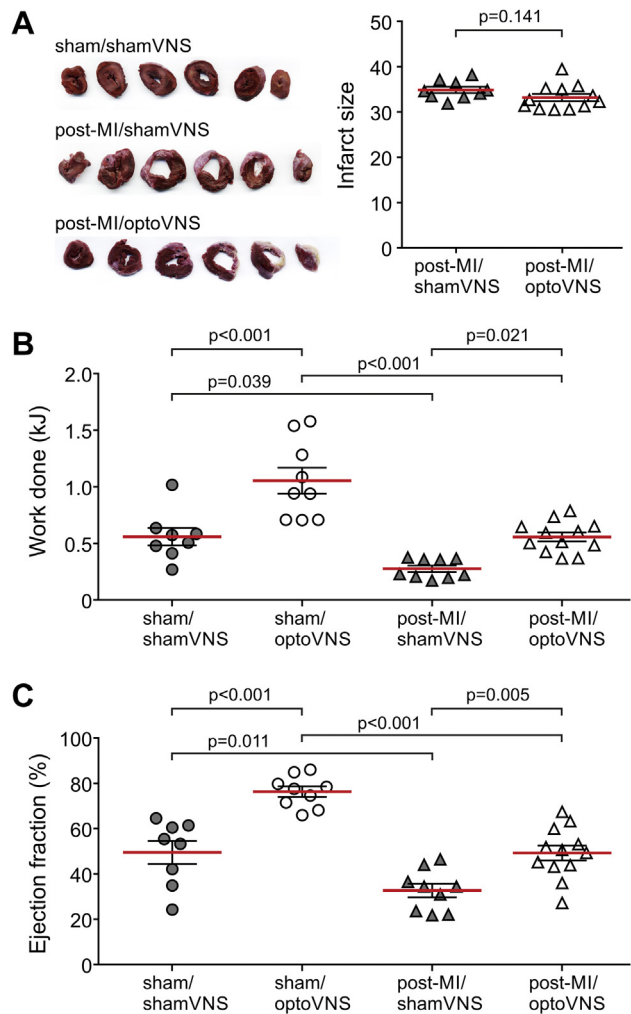 A
sham/shamVNS
post-MI/shamVNS
post-MI/optoVNS
p=0.141
Infarct size
50
40
30
20
10
0
post-MI/
shamVNS
post-MI/
optoVNS
B
p<0.001
p=0.021
p<0.001
p=0.039
Work done (kJ)
2.0
1.5
1.0
0.5
0
sham/
shamVNS
sham/
optoVNS
post-MI/
shamVNS
post-MI/
optoVNS
C
p<0.001
p=0.005
p<0.001
p=0.011
Ejection fraction (%)
100
80
60
40
20
0
sham/
shamVNS
sham/
optoVNS
post-MI/
shamVNS
post-MI/
optoVNS